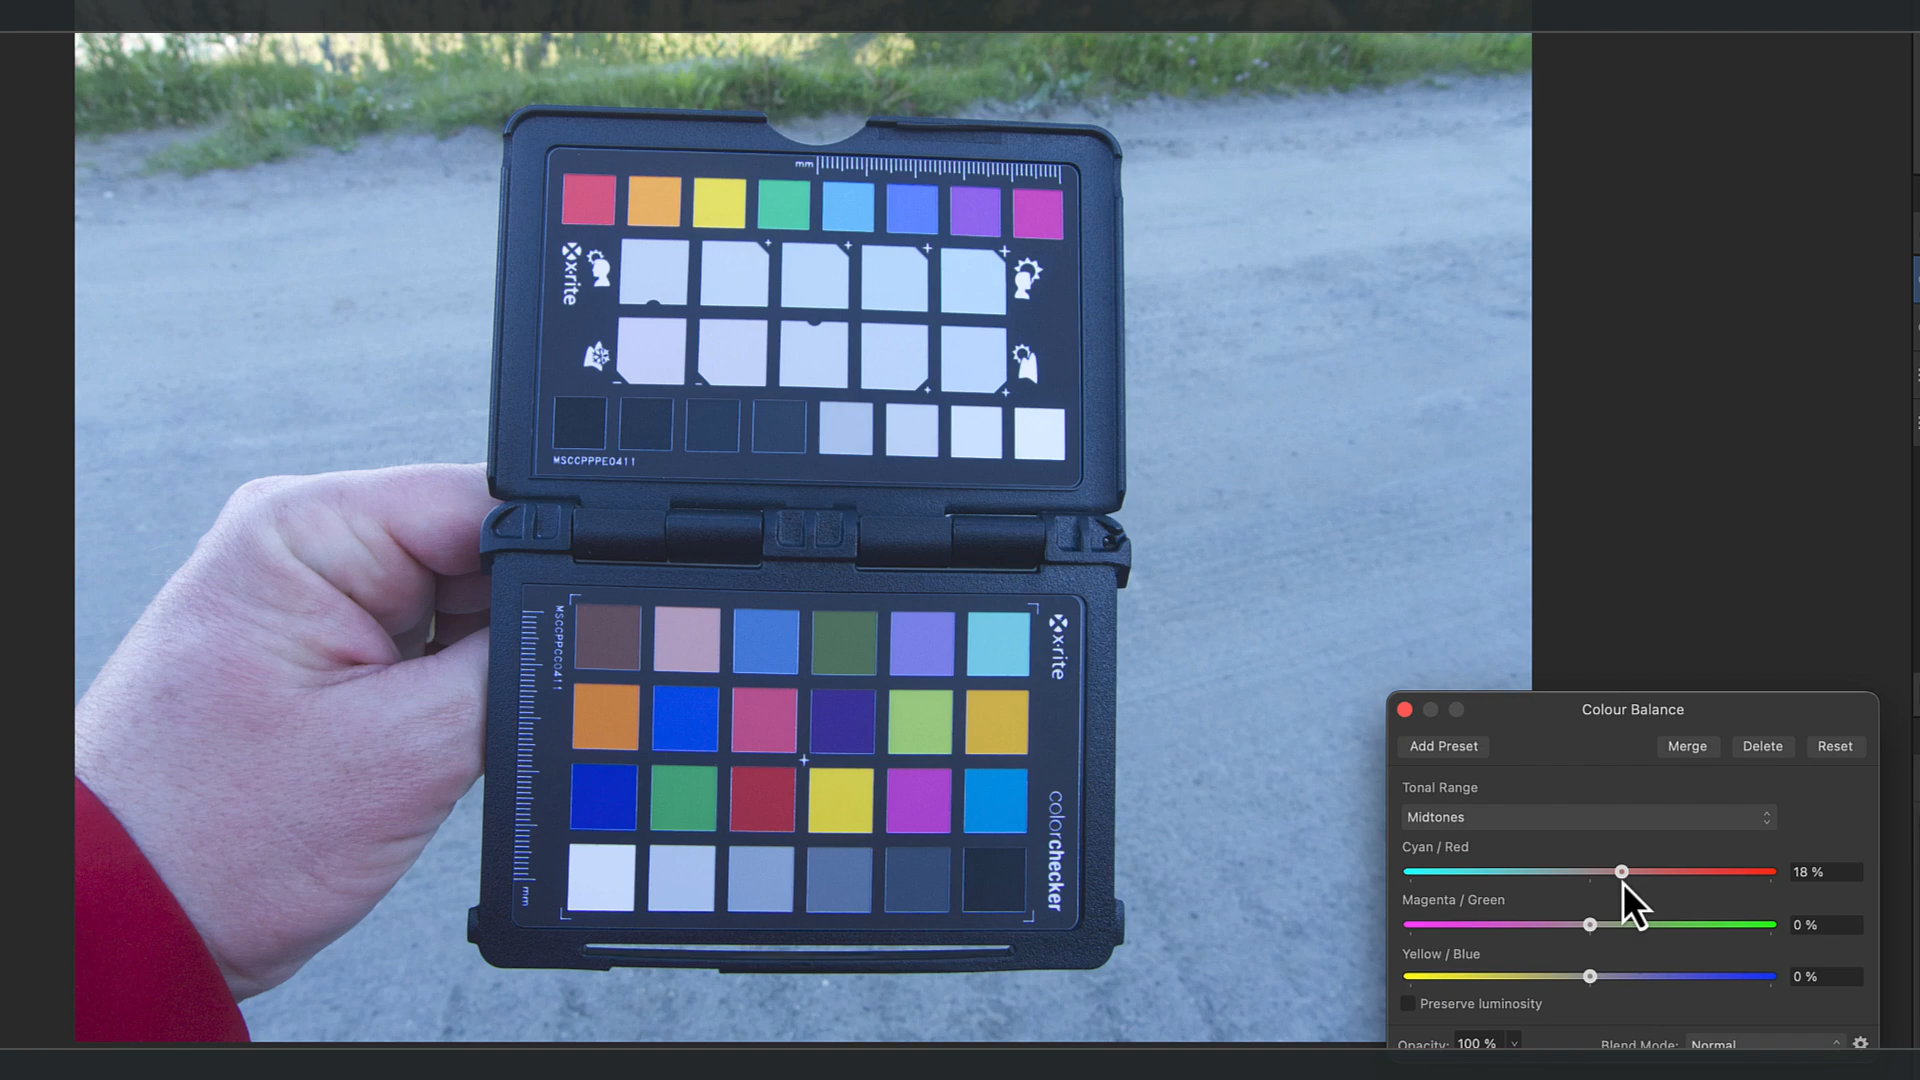 mm
x·rite
MSCCPPPE0411
MSCCPPCC0411
x·rite
colorchecker
mm
Colour Balance
Add Preset
Merge
Delete
Reset
Tonal Range
Midtones
Cyan / Red
18 %
Magenta / Green
0 %
Yellow / Blue
0 %
Preserve luminosity
Opacity:
100 %
Blend Mode:
Normal